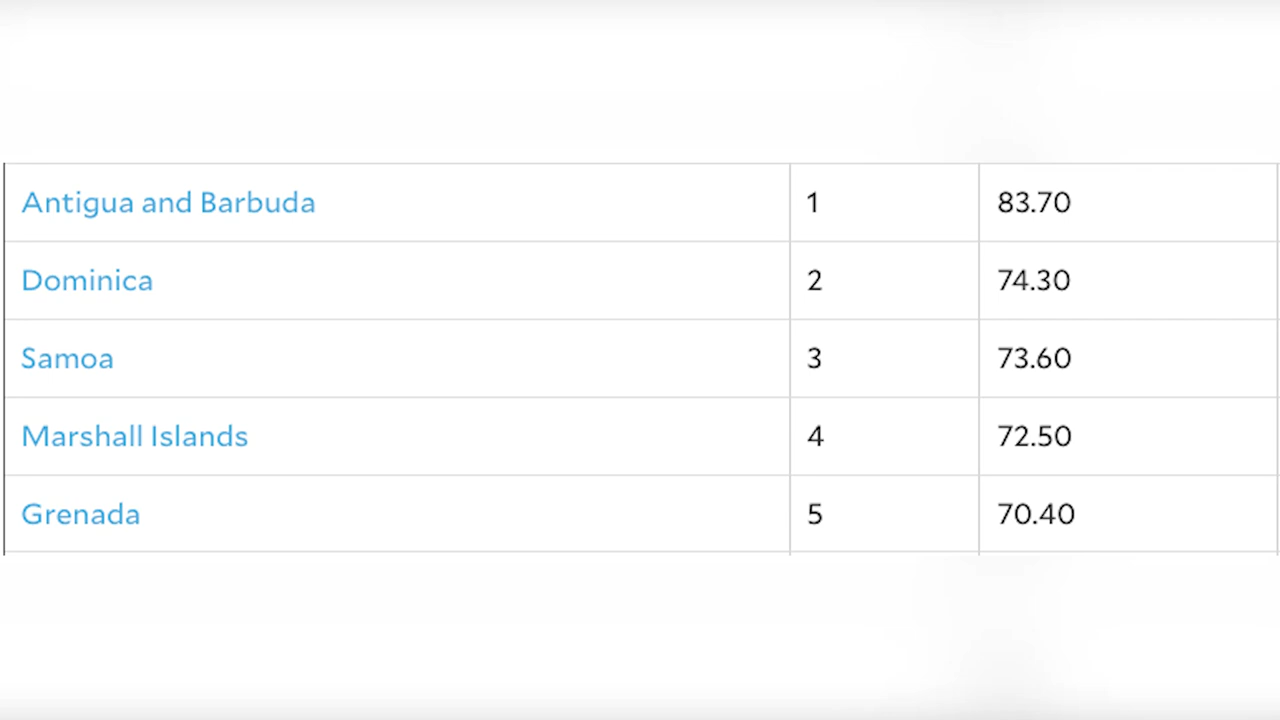 Antigua and Barbuda 1 83.70
Dominica 2 74.30
Samoa 3 73.60
Marshall Islands 4 72.50
Grenada 5 70.40